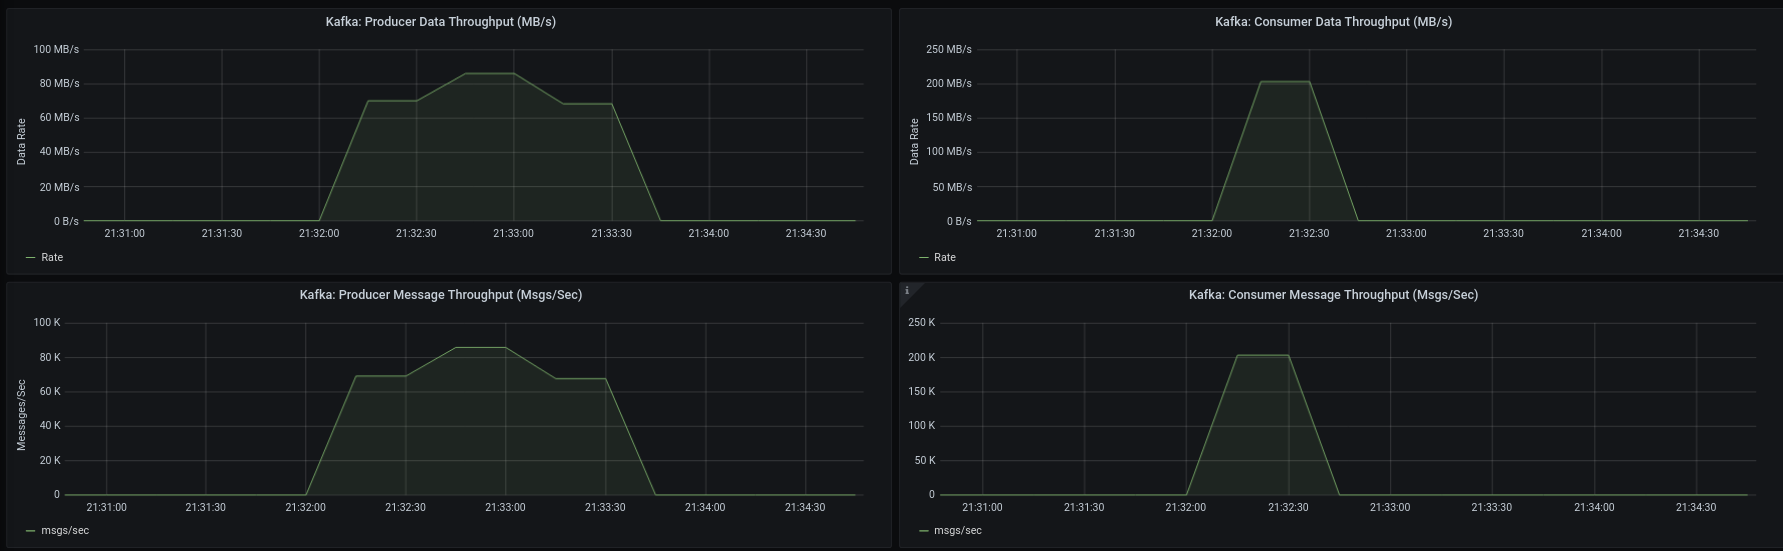 Kafka: Producer Data Throughput (MB/s)
100 MB/s
80 MB/s
60 MB/s
40 MB/s
20 MB/s
0 B/s
Data Rate
21:31:00 21:31:30 21:32:00 21:32:30 21:33:00 21:33:30 21:34:00 21:34:30
Rate
Kafka: Consumer Data Throughput (MB/s)
250 MB/s
200 MB/s
150 MB/s
100 MB/s
50 MB/s
0 B/s
Data Rate
21:31:00 21:31:30 21:32:00 21:32:30 21:33:00 21:33:30 21:34:00 21:34:30
Rate
Kafka: Producer Message Throughput (Msgs/Sec)
100 K
80 K
60 K
40 K
20 K
0
Messages/Sec
21:31:00 21:31:30 21:32:00 21:32:30 21:33:00 21:33:30 21:34:00 21:34:30
msgs/sec
i
Kafka: Consumer Message Throughput (Msgs/Sec)
250 K
200 K
150 K
100 K
50 K
0
21:31:00 21:31:30 21:32:00 21:32:30 21:33:00 21:33:30 21:34:00 21:34:30
msgs/sec